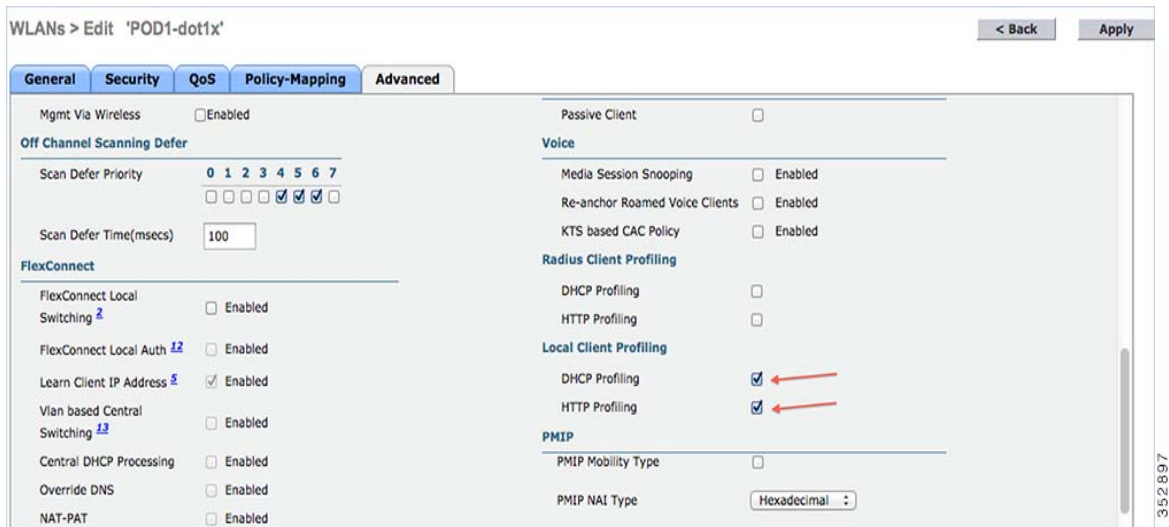 WLANs > Edit 'POD1-dot1x'
< Back
Apply
General
Security
QoS
Policy-Mapping
Advanced
Mgmt Via Wireless
Enabled
Off Channel Scanning Defer
Scan Defer Priority
0 1 2 3 4 5 6 7
Scan Defer Time(msecs)
100
FlexConnect
FlexConnect Local
Switching 2
Enabled
FlexConnect Local Auth 12
Enabled
Learn Client IP Address 5
Enabled
Vlan based Central
Switching 13
Enabled
Central DHCP Processing
Enabled
Override DNS
Enabled
NAT-PAT
Enabled
Passive Client
Voice
Media Session Snooping
Enabled
Re-anchor Roamed Voice Clients
Enabled
KTS based CAC Policy
Enabled
Radius Client Profiling
DHCP Profiling
HTTP Profiling
Local Client Profiling
DHCP Profiling
HTTP Profiling
PMIP
PMIP Mobility Type
PMIP NAI Type
Hexadecimal
352897